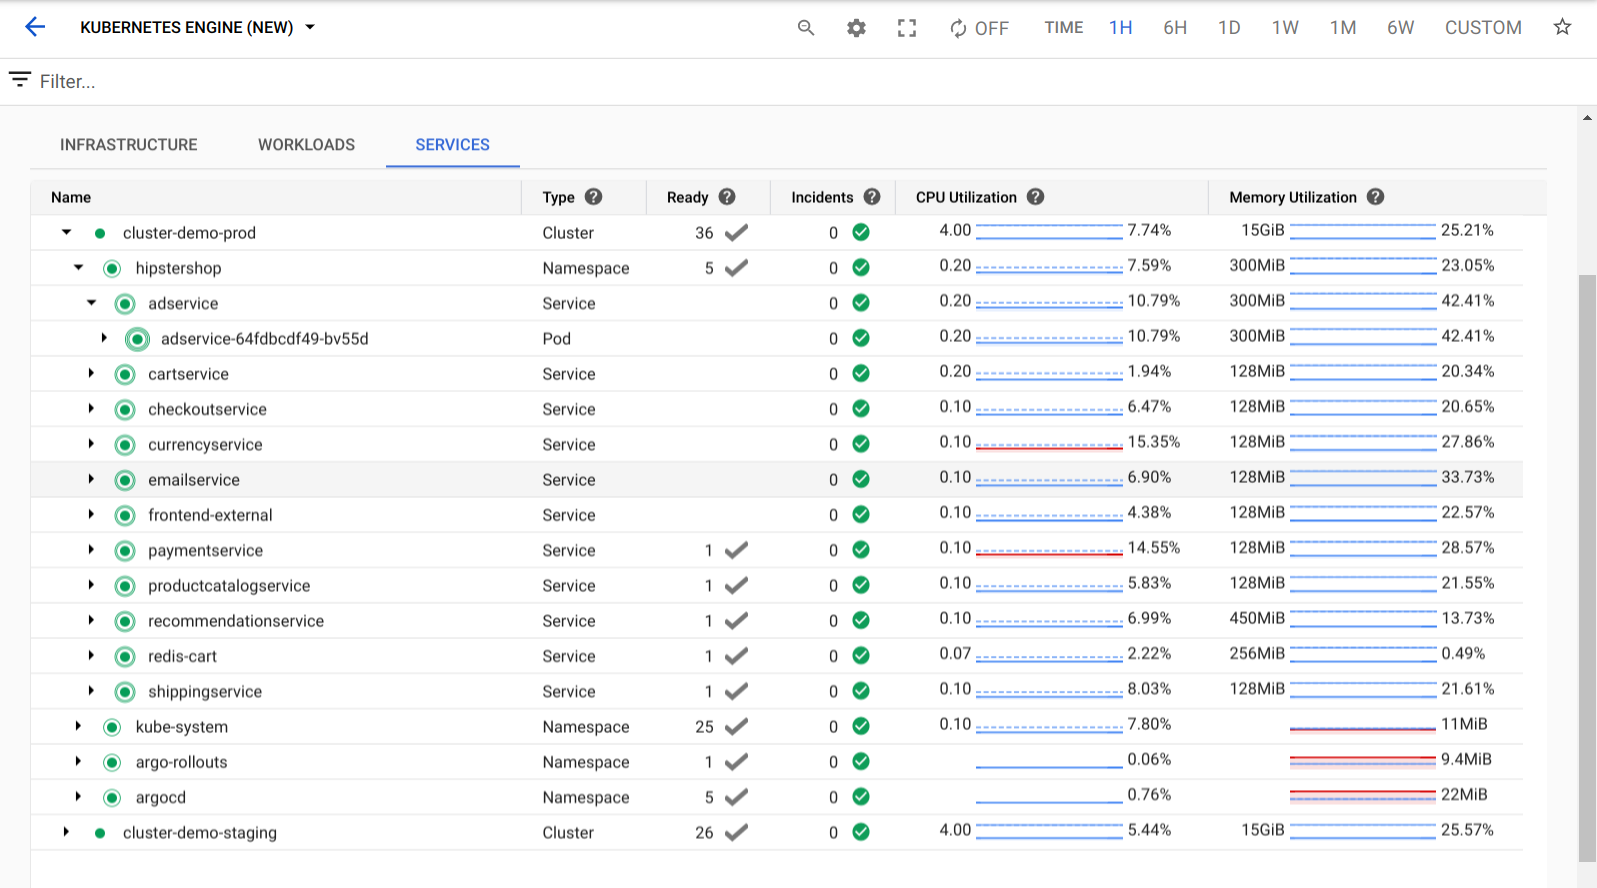 KUBERNETES ENGINE (NEW) OFF TIME 1H 6H 1D 1W 1M 6W CUSTOM
Filter...
INFRASTRUCTURE WORKLOADS SERVICES
Name Type ? Ready ? Incidents ? CPU Utilization ? Memory Utilization ?
cluster-demo-prod Cluster 36 0 4.00 7.74% 15GiB 25.21%
hipstershop Namespace 5 0 0.20 7.59% 300MiB 23.05%
adservice Service 0 0.20 10.79% 300MiB 42.41%
adservice-64fdbcdf49-bv55d Pod 0 0.20 10.79% 300MiB 42.41%
cartservice Service 0 0.20 1.94% 128MiB 20.34%
checkoutservice Service 0 0.10 6.47% 128MiB 20.65%
currencyservice Service 0 0.10 15.35% 128MiB 27.86%
emailservice Service 0 0.10 6.90% 128MiB 33.73%
frontend-external Service 0 0.10 4.38% 128MiB 22.57%
paymentservice Service 1 0 0.10 14.55% 128MiB 28.57%
productcatalogservice Service 1 0 0.10 5.83% 128MiB 21.55%
recommendationservice Service 1 0 0.10 6.99% 450MiB 13.73%
redis-cart Service 1 0 0.07 2.22% 256MiB 0.49%
shippingservice Service 1 0 0.10 8.03% 128MiB 21.61%
kube-system Namespace 25 0 0.10 7.80% 11MiB
argo-rollouts Namespace 1 0 0.06% 9.4MiB
argocd Namespace 5 0 0.76% 22MiB
cluster-demo-staging Cluster 26 0 4.00 5.44% 15GiB 25.57%